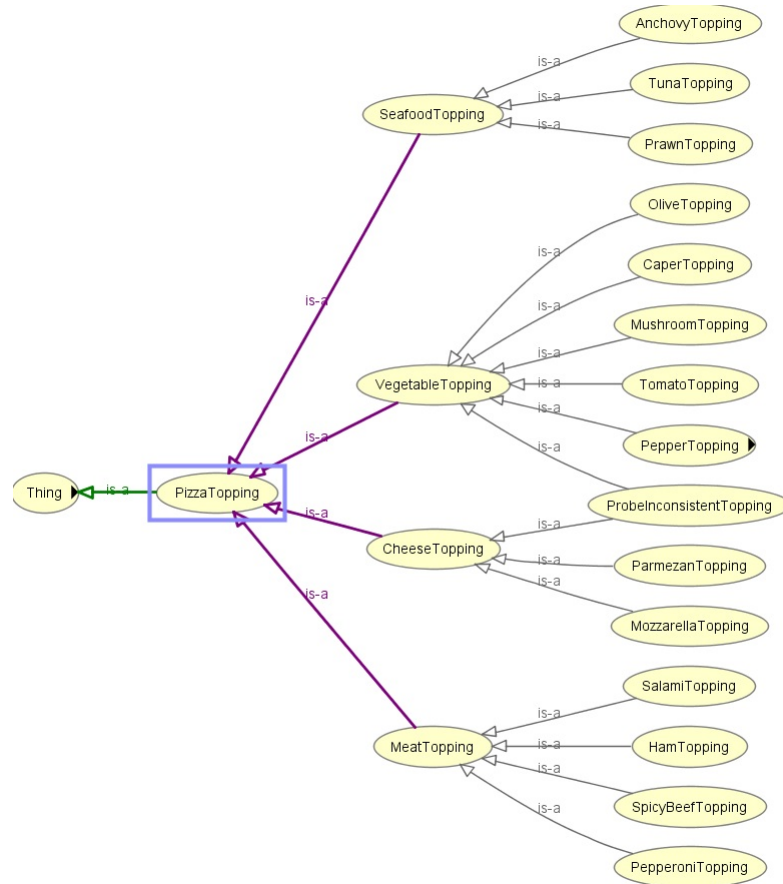 AnchovyTopping
is-a
TunaTopping
is-a
SeafoodTopping
is-a
PrawnTopping
OliveTopping
is-a
CaperTopping
is-a
is-a
MushroomTopping
is-a
VegetableTopping
is-a
TomatoTopping
is-a
PepperTopping
is-a
is-a
Thing
is-a
PizzaTopping
ProbeInconsistentTopping
is-a
is-a
CheeseTopping
is-a
ParmezanTopping
is-a
is-a
MozzarellaTopping
SalamiTopping
is-a
MeatTopping
is-a
HamTopping
is-a
SpicyBeefTopping
is-a
PepperoniTopping